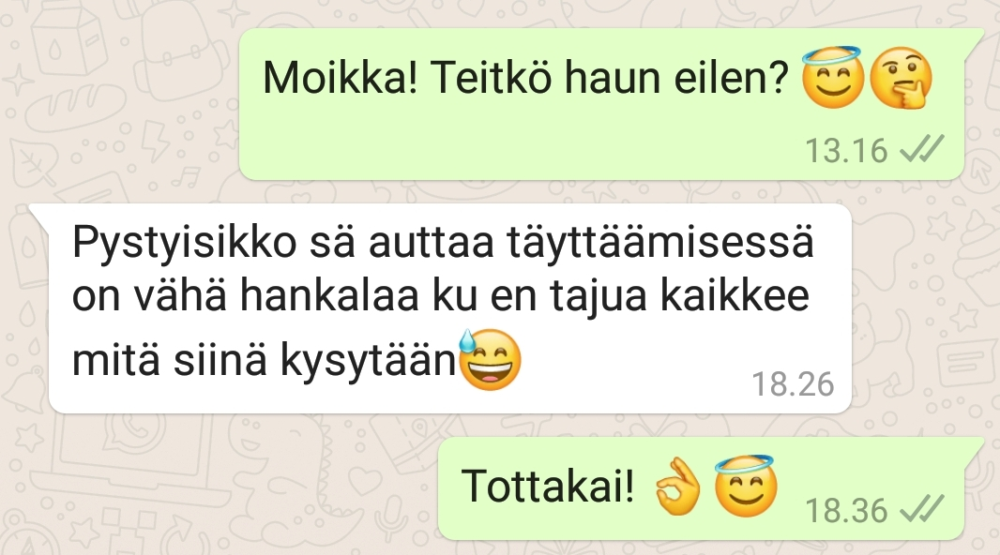 Moikka! Teitkö haun eilen? 😇🤔
13.16
Pystyisikko sä auttaa täyttäämisessä
on vähä hankalaa ku en tajua kaikkee
mitä siinä kysytään😅
18.26
Tottakai! 👌😇
18.36